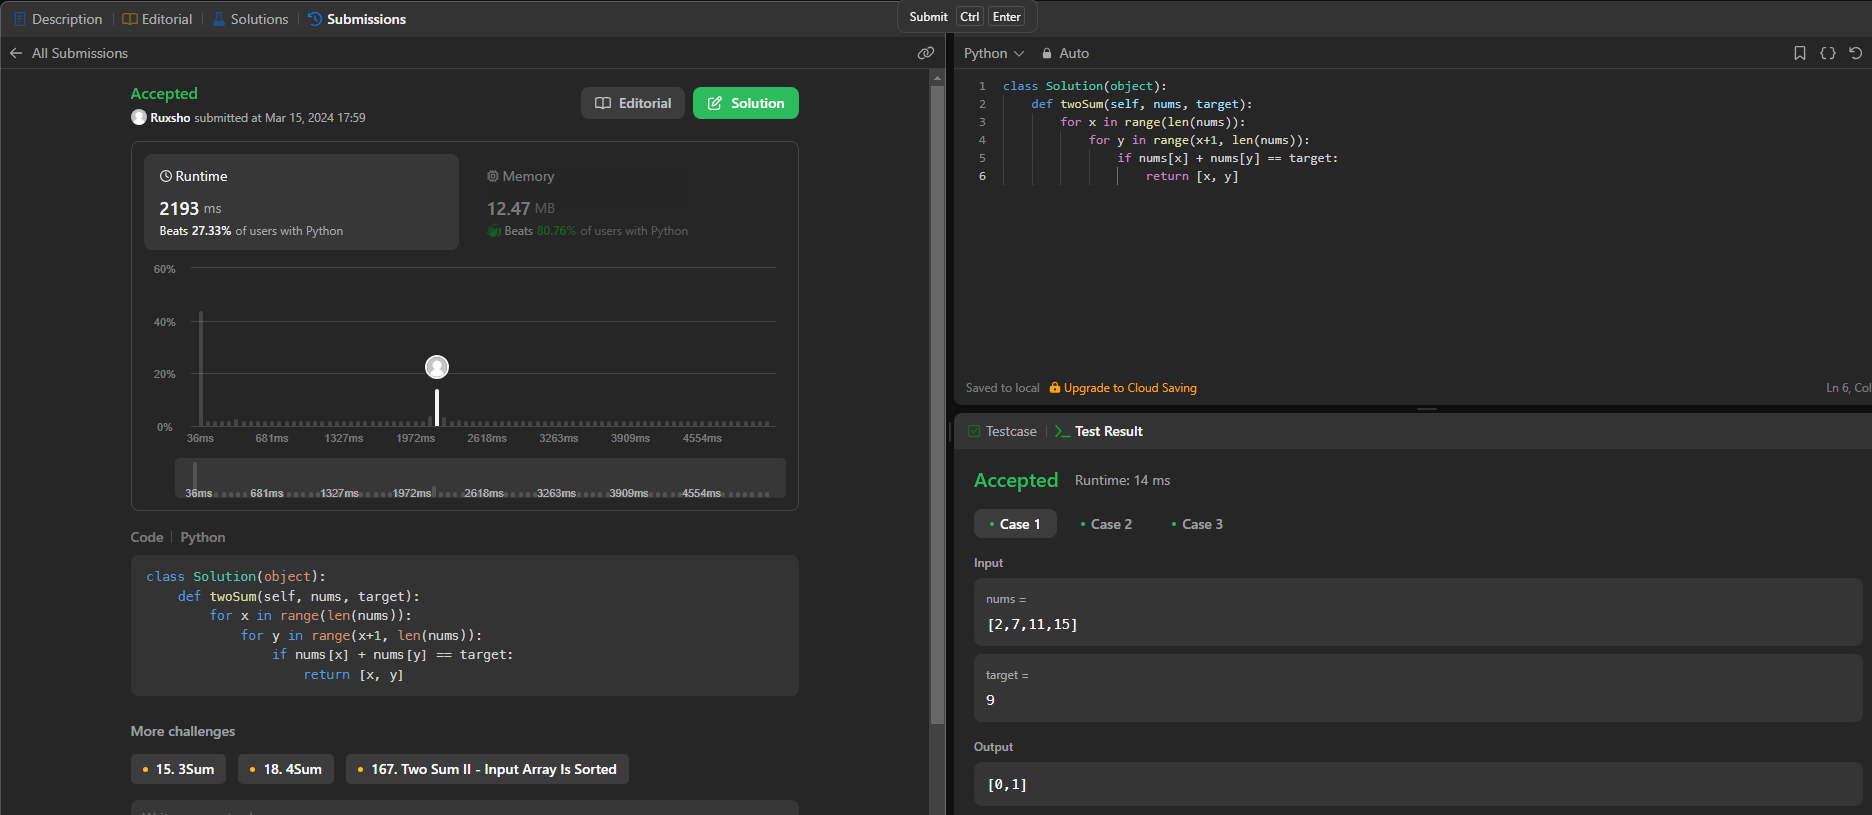 Description | Editorial | Solutions | Submissions
Submit Ctrl Enter
All Submissions
Accepted
Ruxsho submitted at Mar 15, 2024 17:59
Editorial
Solution
Runtime
2193 ms
Beats 27.33% of users with Python
Memory
12.47 MB
Beats 80.76% of users with Python
60%
40%
20%
0%
36ms 681ms 1327ms 1972ms 2618ms 3263ms 3909ms 4554ms
36ms 681ms 1327ms 1972ms 2618ms 3263ms 3909ms 4554ms
Code | Python
class Solution(object):
    def twoSum(self, nums, target):
        for x in range(len(nums)):
            for y in range(x+1, len(nums)):
                if nums[x] + nums[y] == target:
                    return [x, y]
More challenges
15. 3Sum
18. 4Sum
167. Two Sum II - Input Array Is Sorted
Python Auto
1 class Solution(object):
2     def twoSum(self, nums, target):
3         for x in range(len(nums)):
4             for y in range(x+1, len(nums)):
5                 if nums[x] + nums[y] == target:
6                     return [x, y]
Saved to local Upgrade to Cloud Saving
Ln 6, Col
Testcase | Test Result
Accepted Runtime: 14 ms
Case 1 Case 2 Case 3
Input
nums =
[2,7,11,15]
target =
9
Output
[0,1]